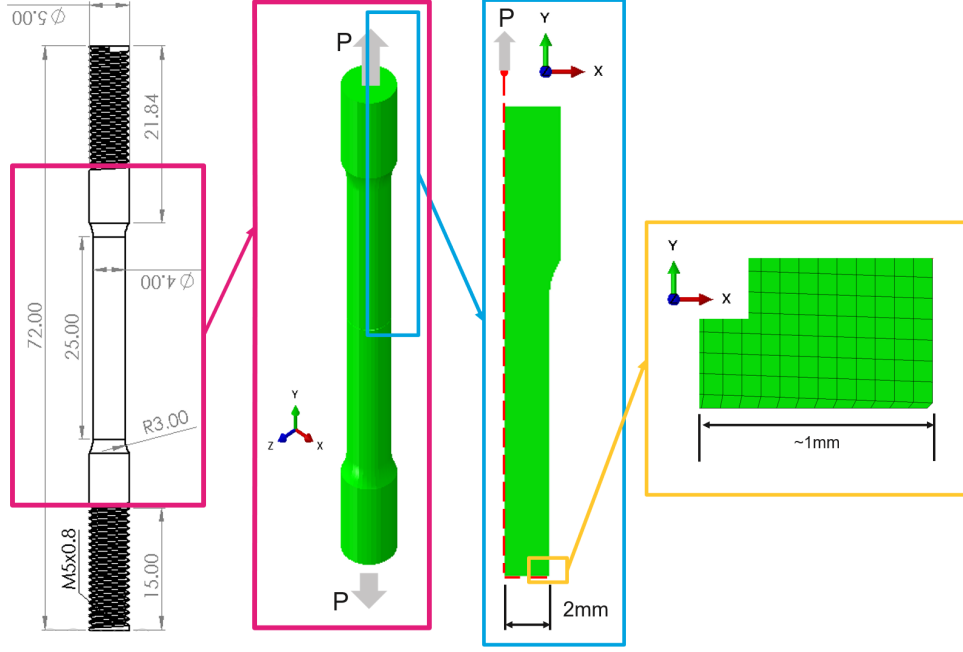 Ø 5.00
21.84
72.00
Ø 4.00
25.00
R3.00
M5x0.8
15.00
P
Y
Z
X
P
P
Y
X
2mm
Y
X
~1mm